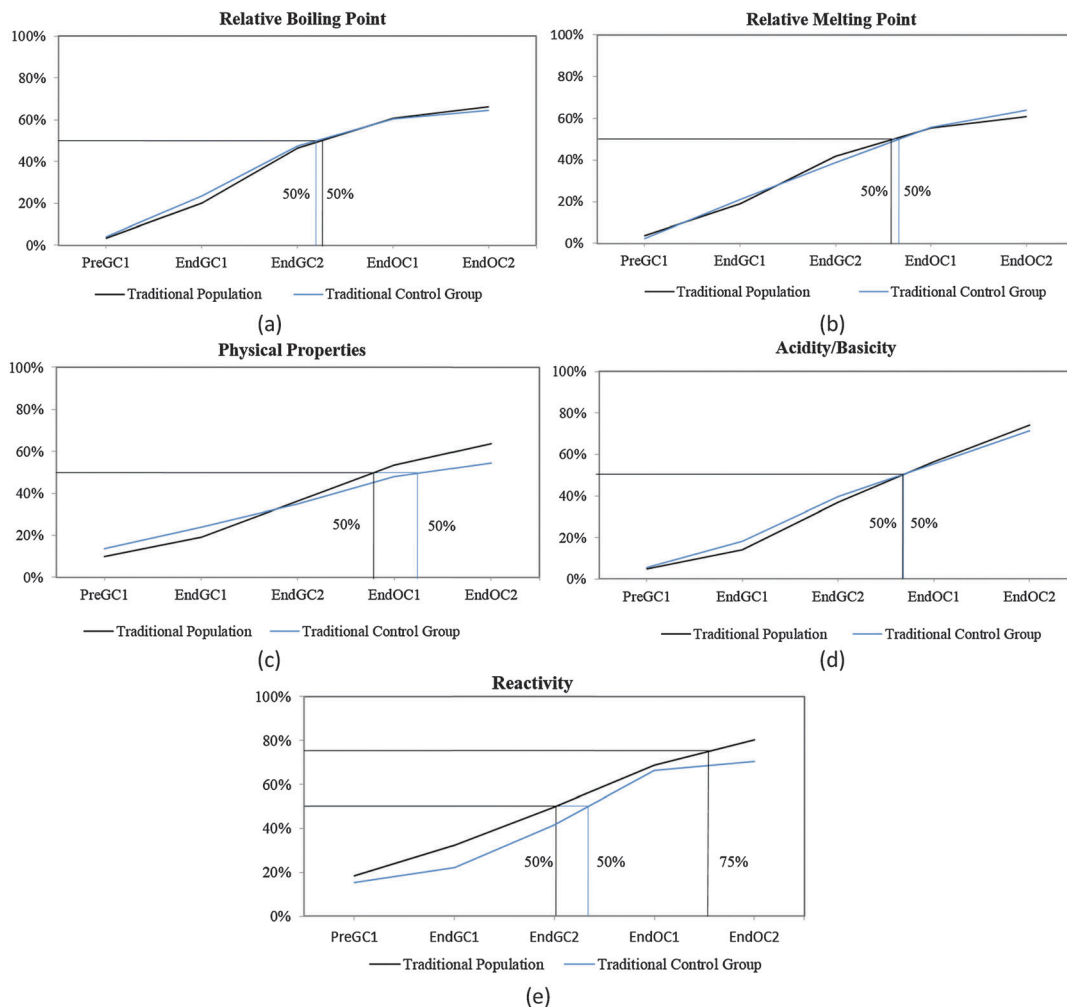 Relative Boiling Point
100%
80%
60%
40%
20%
0%
50% 50%
PreGC1 EndGC1 EndGC2 EndOC1 EndOC2
Traditional Population Traditional Control Group
(a)
Relative Melting Point
100%
80%
60%
40%
20%
0%
50% 50%
PreGC1 EndGC1 EndGC2 EndOC1 EndOC2
Traditional Population Traditional Control Group
(b)
Physical Properties
100%
80%
60%
40%
20%
0%
50% 50%
PreGC1 EndGC1 EndGC2 EndOC1 EndOC2
Traditional Population Traditional Control Group
(c)
Acidity/Basicity
100%
80%
60%
40%
20%
0%
50% 50%
PreGC1 EndGC1 EndGC2 EndOC1 EndOC2
Traditional Population Traditional Control Group
(d)
Reactivity
100%
80%
60%
40%
20%
0%
50% 50% 75%
PreGC1 EndGC1 EndGC2 EndOC1 EndOC2
Traditional Population Traditional Control Group
(e)